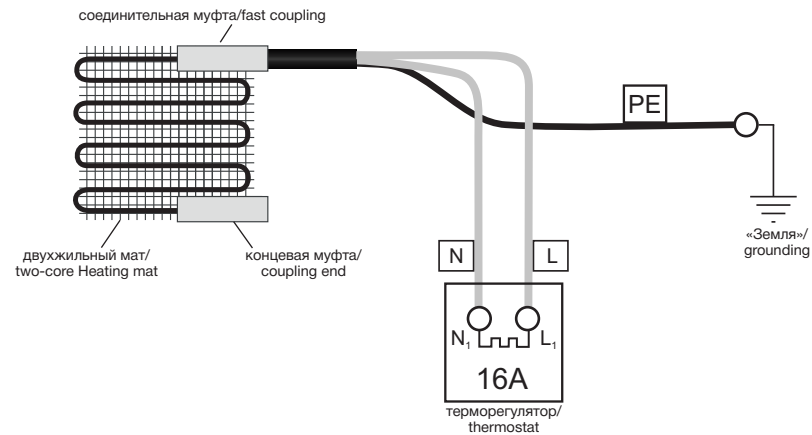 соединительная муфта/fast coupling
PE
«Земля»/
grounding
двухжильный мат/
two-core Heating mat
концевая муфта/
coupling end
N
L
N₁
L₁
16A
терморегулятор/
thermostat